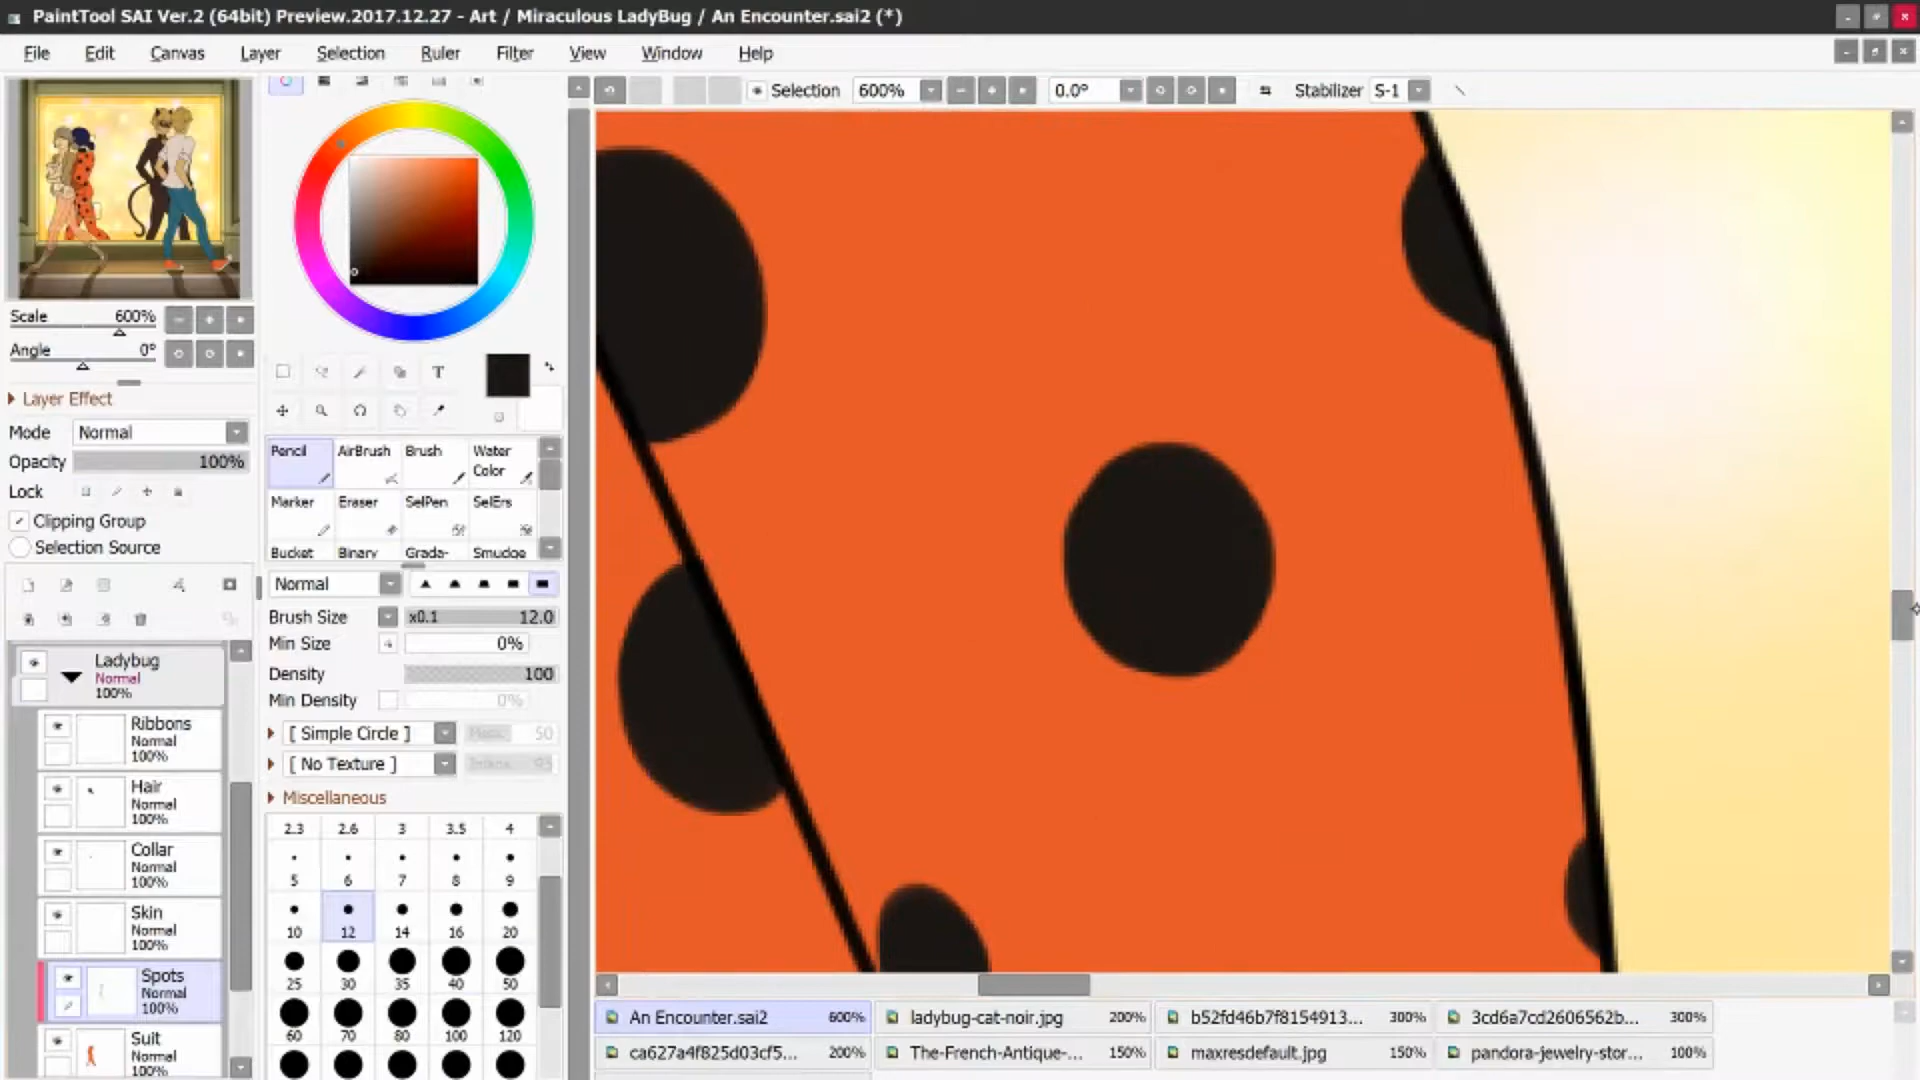 PaintTool SAI Ver.2 (64bit) Preview.2017.12.27 - Art / Miraculous LadyBug / An Encounter.sai2 (*)
File Edit Canvas Layer Selection Ruler Filter View Window Help
Selection 600% 0.0° Stabilizer S-1
Scale 600%
Angle 0°
Layer Effect
Mode Normal
Opacity 100%
Lock
Clipping Group
Selection Source
T
Pencil AirBrush Brush Water Color
Marker Eraser SelPen SelErs
Bucket Binary Grada- Smudge
Normal
Brush Size x0.1 12.0
Min Size 0%
Density 100
Min Density 0%
[ Simple Circle ] 50
[ No Texture ] 95
Miscellaneous
2.3 2.6 3 3.5 4
5 6 7 8 9
10 12 14 16 20
25 30 35 40 50
60 70 80 100 120
Ladybug
Normal
100%
Ribbons
Normal
100%
Hair
Normal
100%
Collar
Normal
100%
Skin
Normal
100%
Spots
Normal
100%
Suit
Normal
100%
An Encounter.sai2 600% ladybug-cat-noir.jpg 200% b52fd46b7f8154913... 300% 3cd6a7cd2606562b... 300%
ca627a4f825d03cf5... 200% The-French-Antique-... 150% maxresdefault.jpg 150% pandora-jewelry-stor... 100%